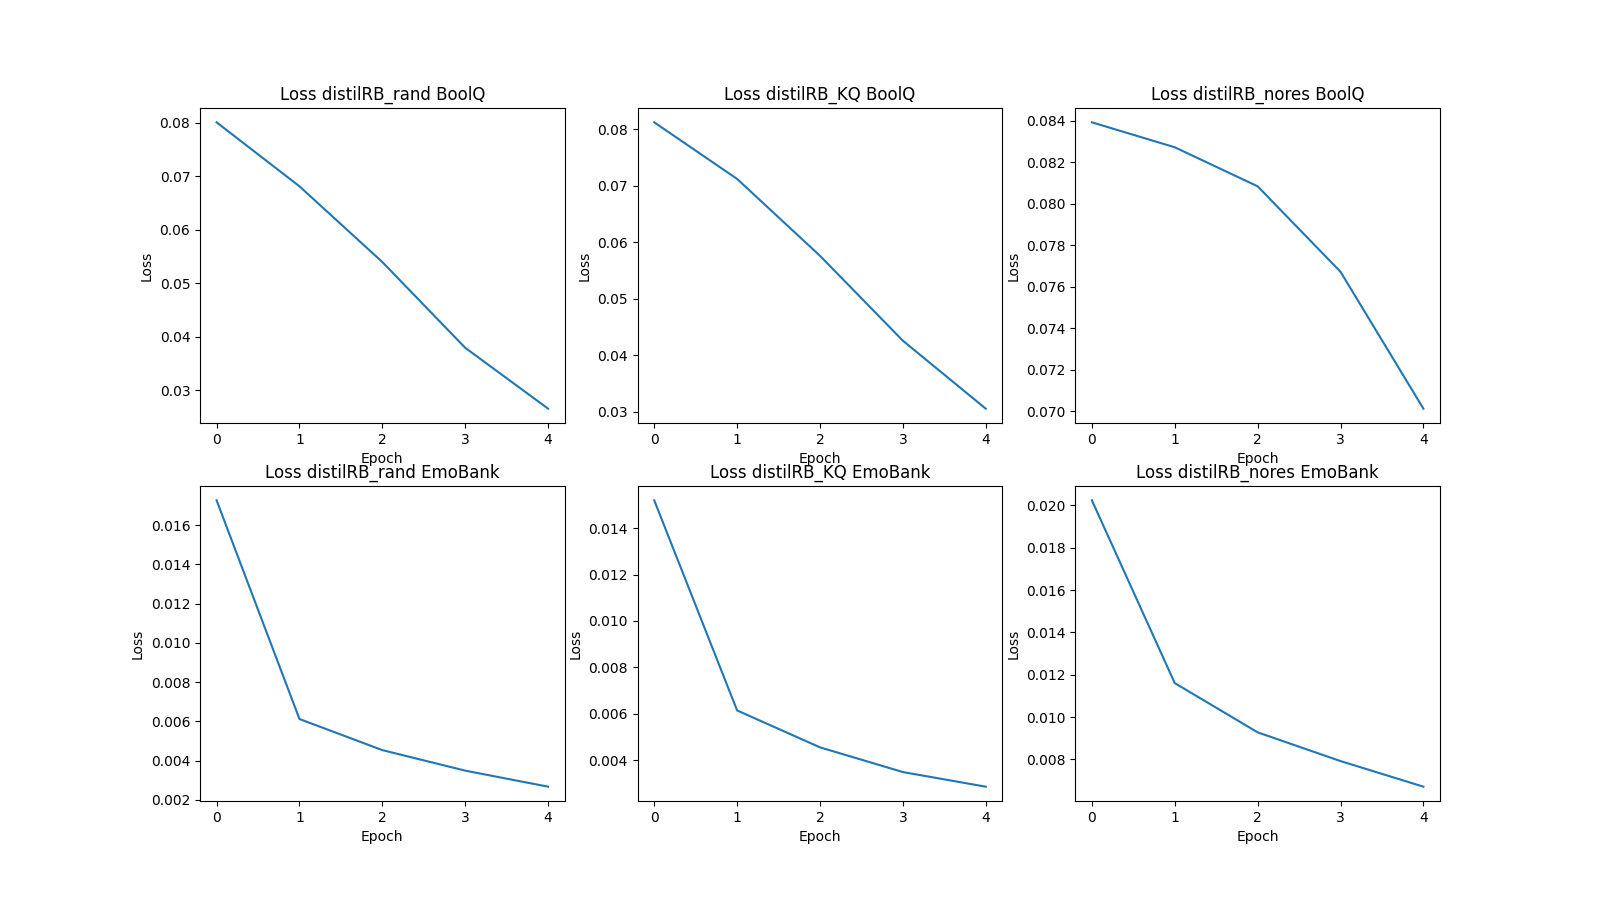 Loss distilRB_rand BoolQ
0.08
0.07
0.06
0.05
0.04
0.03
Loss
0 1 2 3 4
Epoch
Loss distilRB_KQ BoolQ
0.08
0.07
0.06
0.05
0.04
0.03
Loss
0 1 2 3 4
Epoch
Loss distilRB_nores BoolQ
0.084
0.082
0.080
0.078
0.076
0.074
0.072
0.070
Loss
0 1 2 3 4
Epoch
Loss distilRB_rand EmoBank
0.016
0.014
0.012
0.010
0.008
0.006
0.004
0.002
Loss
0 1 2 3 4
Epoch
Loss distilRB_KQ EmoBank
0.014
0.012
0.010
0.008
0.006
0.004
Loss
0 1 2 3 4
Epoch
Loss distilRB_nores EmoBank
0.020
0.018
0.016
0.014
0.012
0.010
0.008
Loss
0 1 2 3 4
Epoch